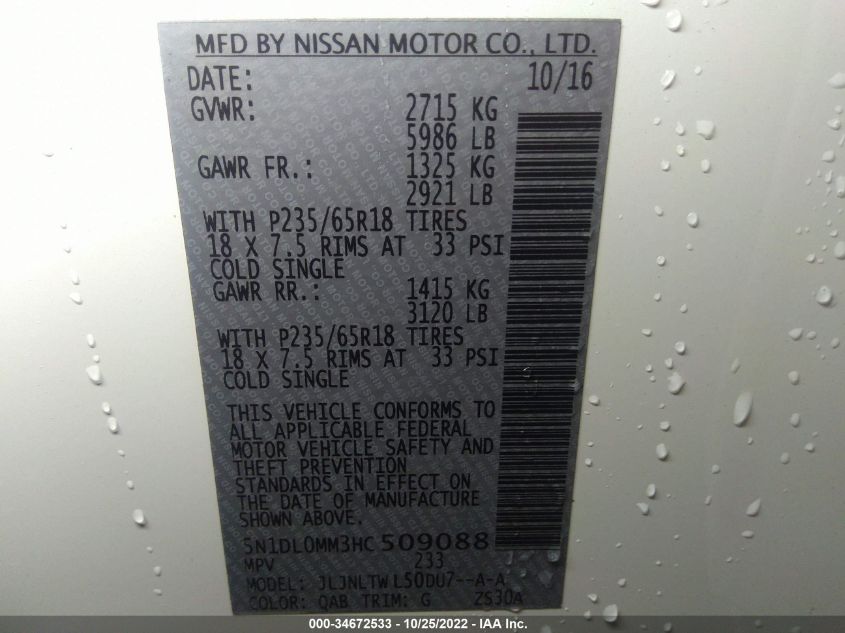 MFD BY NISSAN MOTOR CO., LTD.
DATE: 10/16
GVWR: 2715 KG
5986 LB
GAWR FR.: 1325 KG
2921 LB
WITH P235/65R18 TIRES
18 X 7.5 RIMS AT 33 PSI
COLD SINGLE
GAWR RR.: 1415 KG
3120 LB
WITH P235/65R18 TIRES
18 X 7.5 RIMS AT 33 PSI
COLD SINGLE
THIS VEHICLE CONFORMS TO
ALL APPLICABLE FEDERAL
MOTOR VEHICLE SAFETY AND
THEFT PREVENTION
STANDARDS IN EFFECT ON
THE DATE OF MANUFACTURE
SHOWN ABOVE.
5N1DL0MM3HC509088
MPV 233
MODEL: JLJNLTWL50DU7--A-A
COLOR: QAB TRIM: G ZS30A
000-34672533 - 10/25/2022 - IAA Inc.